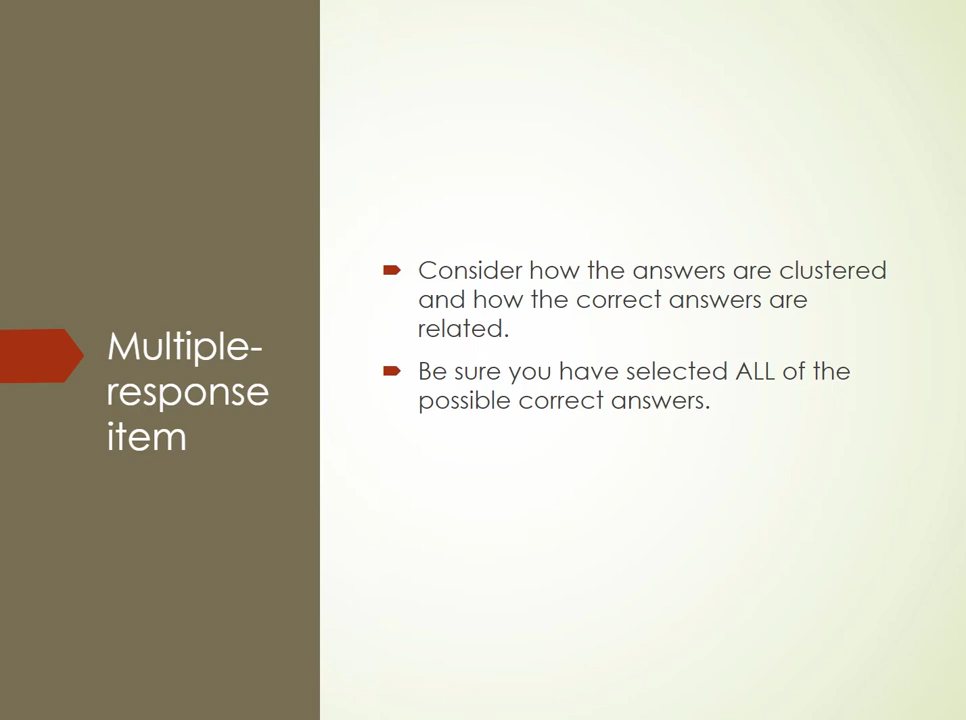 Multiple-
response
item
Consider how the answers are clustered
and how the correct answers are
related.
Be sure you have selected ALL of the
possible correct answers.